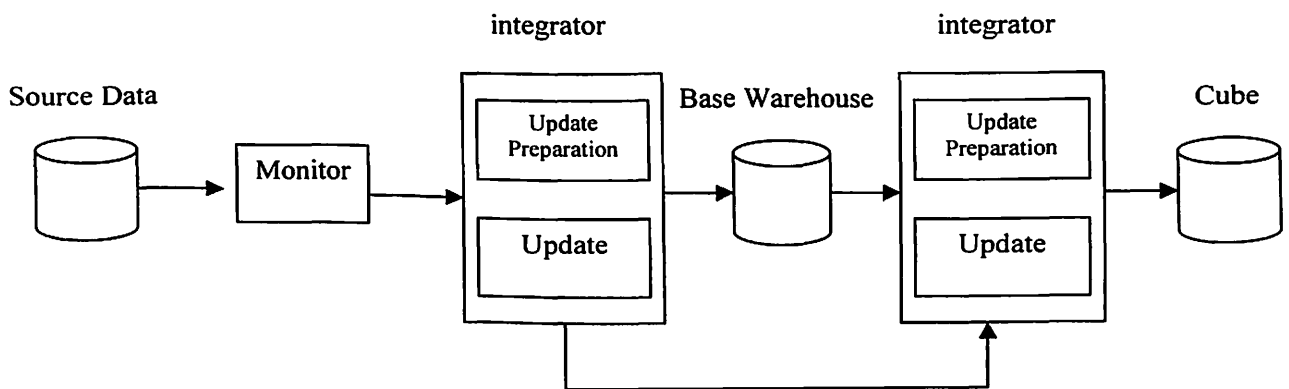 integrator
integrator
Source Data
Base Warehouse
Cube
Update
Preparation
Update
Preparation
Monitor
Update
Update